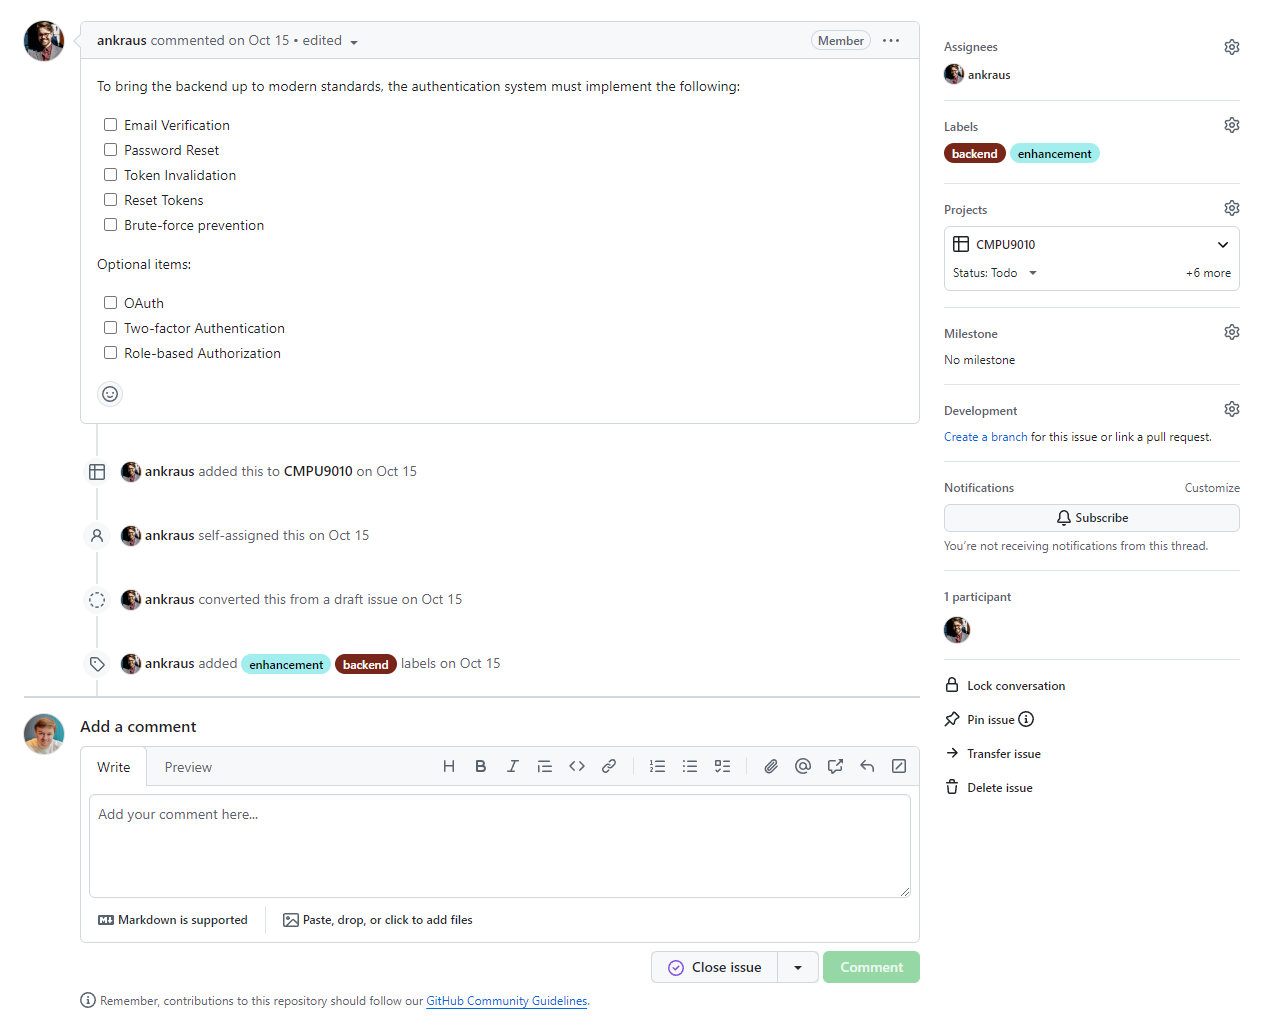 ankraus commented on Oct 15 • edited
Member
To bring the backend up to modern standards, the authentication system must implement the following:
Email Verification
Password Reset
Token Invalidation
Reset Tokens
Brute-force prevention
Optional items:
OAuth
Two-factor Authentication
Role-based Authorization
ankraus added this to CMPU9010 on Oct 15
ankraus self-assigned this on Oct 15
ankraus converted this from a draft issue on Oct 15
ankraus added enhancement backend labels on Oct 15
Add a comment
Write Preview
Add your comment here...
Markdown is supported
Paste, drop, or click to add files
Close issue
Comment
Remember, contributions to this repository should follow our GitHub Community Guidelines.
Assignees
ankraus
Labels
backend enhancement
Projects
CMPU9010
Status: Todo +6 more
Milestone
No milestone
Development
Create a branch for this issue or link a pull request.
Notifications Customize
Subscribe
You're not receiving notifications from this thread.
1 participant
Lock conversation
Pin issue
Transfer issue
Delete issue